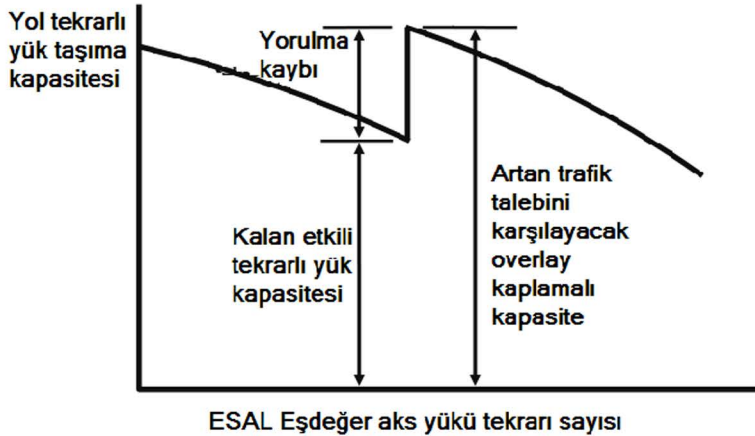 Yol tekrarlı
yük taşıma
kapasitesi
Yorulma
kaybı
Kalan etkili
tekrarlı yük
kapasitesi
Artan trafik
talebini
karşılayacak
overlay
kaplamalı
kapasite
ESAL Eşdeğer aks yükü tekrarı sayısı